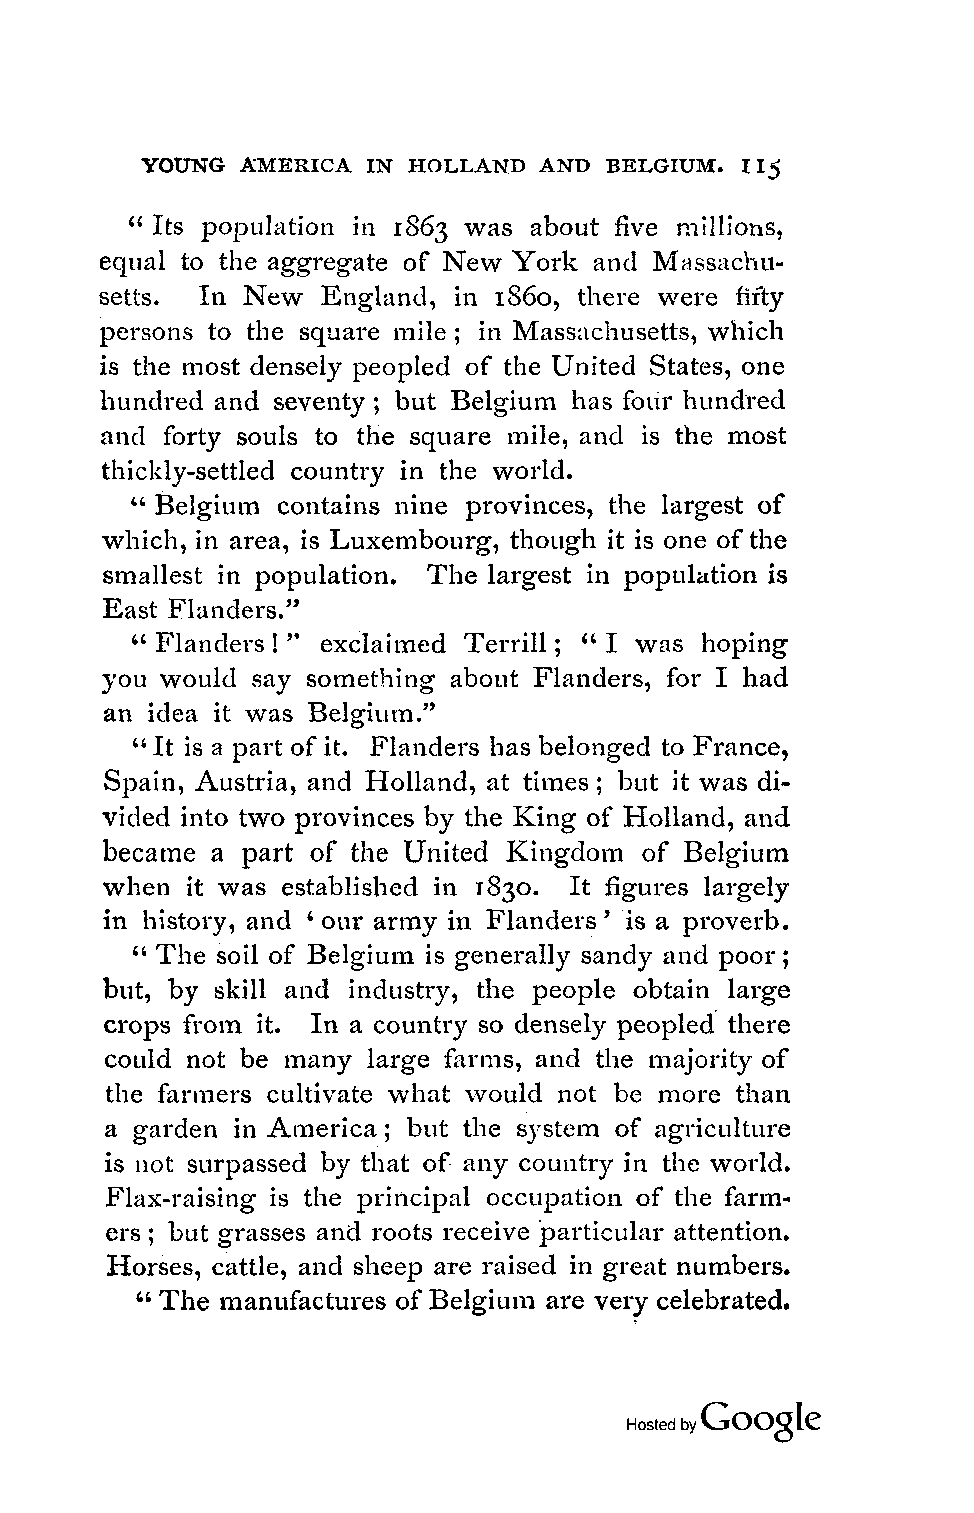 YOUNG AMERICA IN HOLLAND AND BELGIUM. 115
“ Its population in 1863 was about five millions,
equal to the aggregate of New York and Massachu-
setts. In New England, in 1860, there were fifty
persons to the square mile ; in Massachusetts, which
is the most densely peopled of the United States, one
hundred and seventy ; but Belgium has four hundred
and forty souls to the square mile, and is the most
thickly-settled country in the world.
“ Belgium contains nine provinces, the largest of
which, in area, is Luxembourg, though it is one of the
smallest in population. The largest in population is
East Flanders.”
“ Flanders ! ” exclaimed Terrill ; “ I was hoping
you would say something about Flanders, for I had
an idea it was Belgium.”
“ It is a part of it. Flanders has belonged to France,
Spain, Austria, and Holland, at times ; but it was di-
vided into two provinces by the King of Holland, and
became a part of the United Kingdom of Belgium
when it was established in 1830. It figures largely
in history, and ‘ our army in Flanders ’ is a proverb.
“ The soil of Belgium is generally sandy and poor ;
but, by skill and industry, the people obtain large
crops from it. In a country so densely peopled there
could not be many large farms, and the majority of
the farmers cultivate what would not be more than
a garden in America ; but the system of agriculture
is not surpassed by that of any country in the world.
Flax-raising is the principal occupation of the farm-
ers ; but grasses and roots receive particular attention.
Horses, cattle, and sheep are raised in great numbers.
“ The manufactures of Belgium are very celebrated.
Hosted by Google